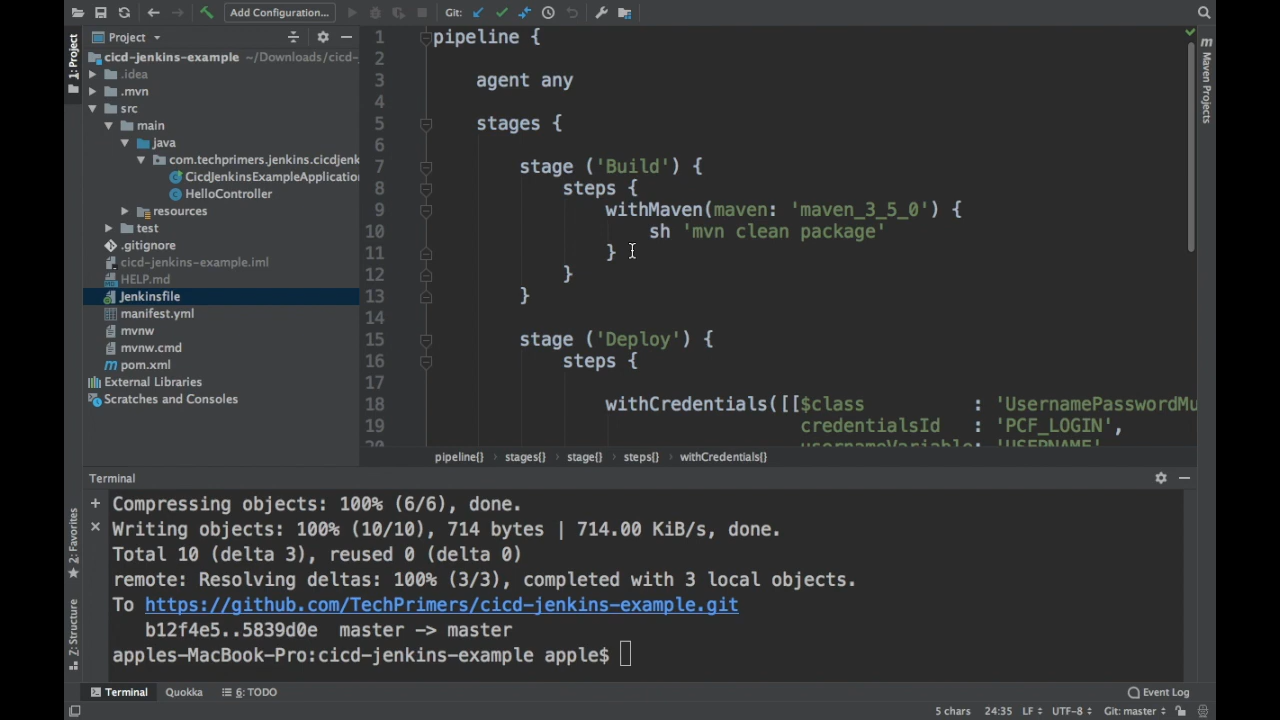 Add Configuration...
Git:
1: Project
Project
cicd-jenkins-example ~/Downloads/cicd-
.idea
.mvn
src
main
java
com.techprimers.jenkins.cicdjenk
CicdJenkinsExampleApplication
HelloController
resources
test
.gitignore
cicd-jenkins-example.iml
HELP.md
Jenkinsfile
manifest.yml
mvnw
mvnw.cmd
pom.xml
External Libraries
Scratches and Consoles
1 pipeline {
2
3 agent any
4
5 stages {
6
7 stage ('Build') {
8 steps {
9 withMaven(maven: 'maven_3_5_0') {
10 sh 'mvn clean package'
11 }
12 }
13 }
14
15 stage ('Deploy') {
16 steps {
17
18 withCredentials([[$class : 'UsernamePasswordMu
19 credentialsId : 'PCF_LOGIN',
20 usernameVariable: 'USERNAME'
pipeline{} stages{} stage{} steps{} withCredentials{}
Maven Projects
Terminal
Compressing objects: 100% (6/6), done.
Writing objects: 100% (10/10), 714 bytes | 714.00 KiB/s, done.
Total 10 (delta 3), reused 0 (delta 0)
remote: Resolving deltas: 100% (3/3), completed with 3 local objects.
To https://github.com/TechPrimers/cicd-jenkins-example.git
b12f4e5..5839d0e master -> master
apples-MacBook-Pro:cicd-jenkins-example apple$
2: Favorites
Z: Structure
Terminal Quokka 6: TODO Event Log
5 chars 24:35 LF UTF-8 Git: master